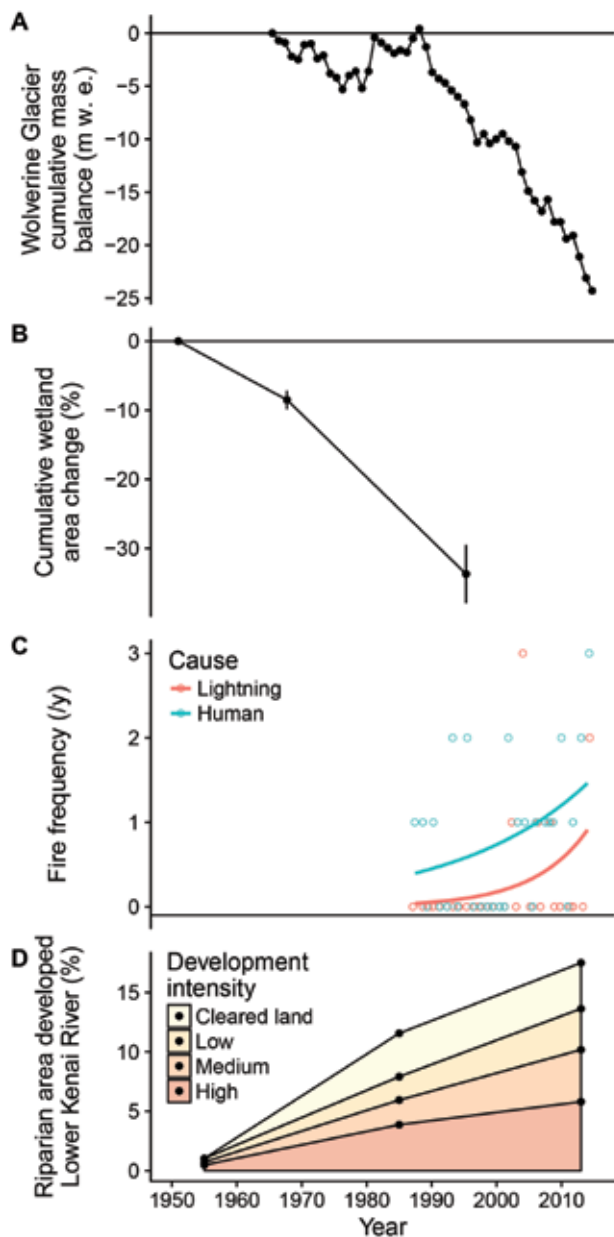 A
Wolverine Glacier
cumulative mass
balance (m w. e.)
0
−5
−10
−15
−20
−25
B
Cumulative wetland
area change (%)
0
−10
−20
−30
C
Fire frequency (/y)
3
2
1
0
Cause
Lightning
Human
D
Riparian area developed
Lower Kenai River (%)
15
10
5
0
Development
intensity
Cleared land
Low
Medium
High
1950 1960 1970 1980 1990 2000 2010
Year